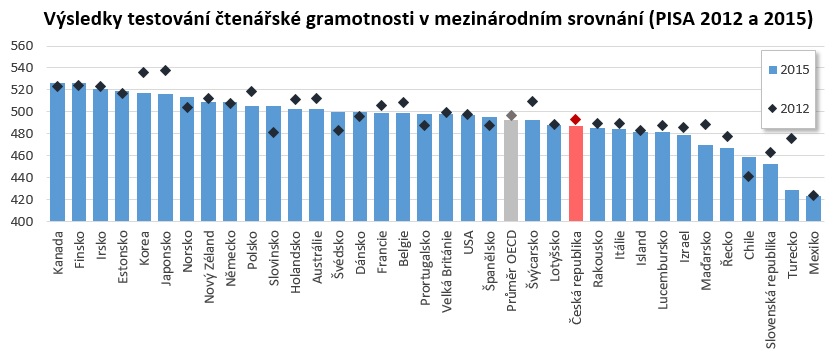 Výsledky testování čtenářské gramotnosti v mezinárodním srovnání (PISA 2012 a 2015)
560
540
520
500
480
460
440
420
400
2015
2012
Kanada
Finsko
Irsko
Estonsko
Korea
Japonsko
Norsko
Nový Zéland
Německo
Polsko
Slovinsko
Holandsko
Austrálie
Švédsko
Dánsko
Francie
Belgie
Prortugalsko
Velká Británie
USA
Španělsko
Průměr OECD
Švýcarsko
Lotyšsko
Česká republika
Rakousko
Itálie
Island
Lucembursko
Izrael
Maďarsko
Řecko
Chile
Slovenská republika
Turecko
Mexiko